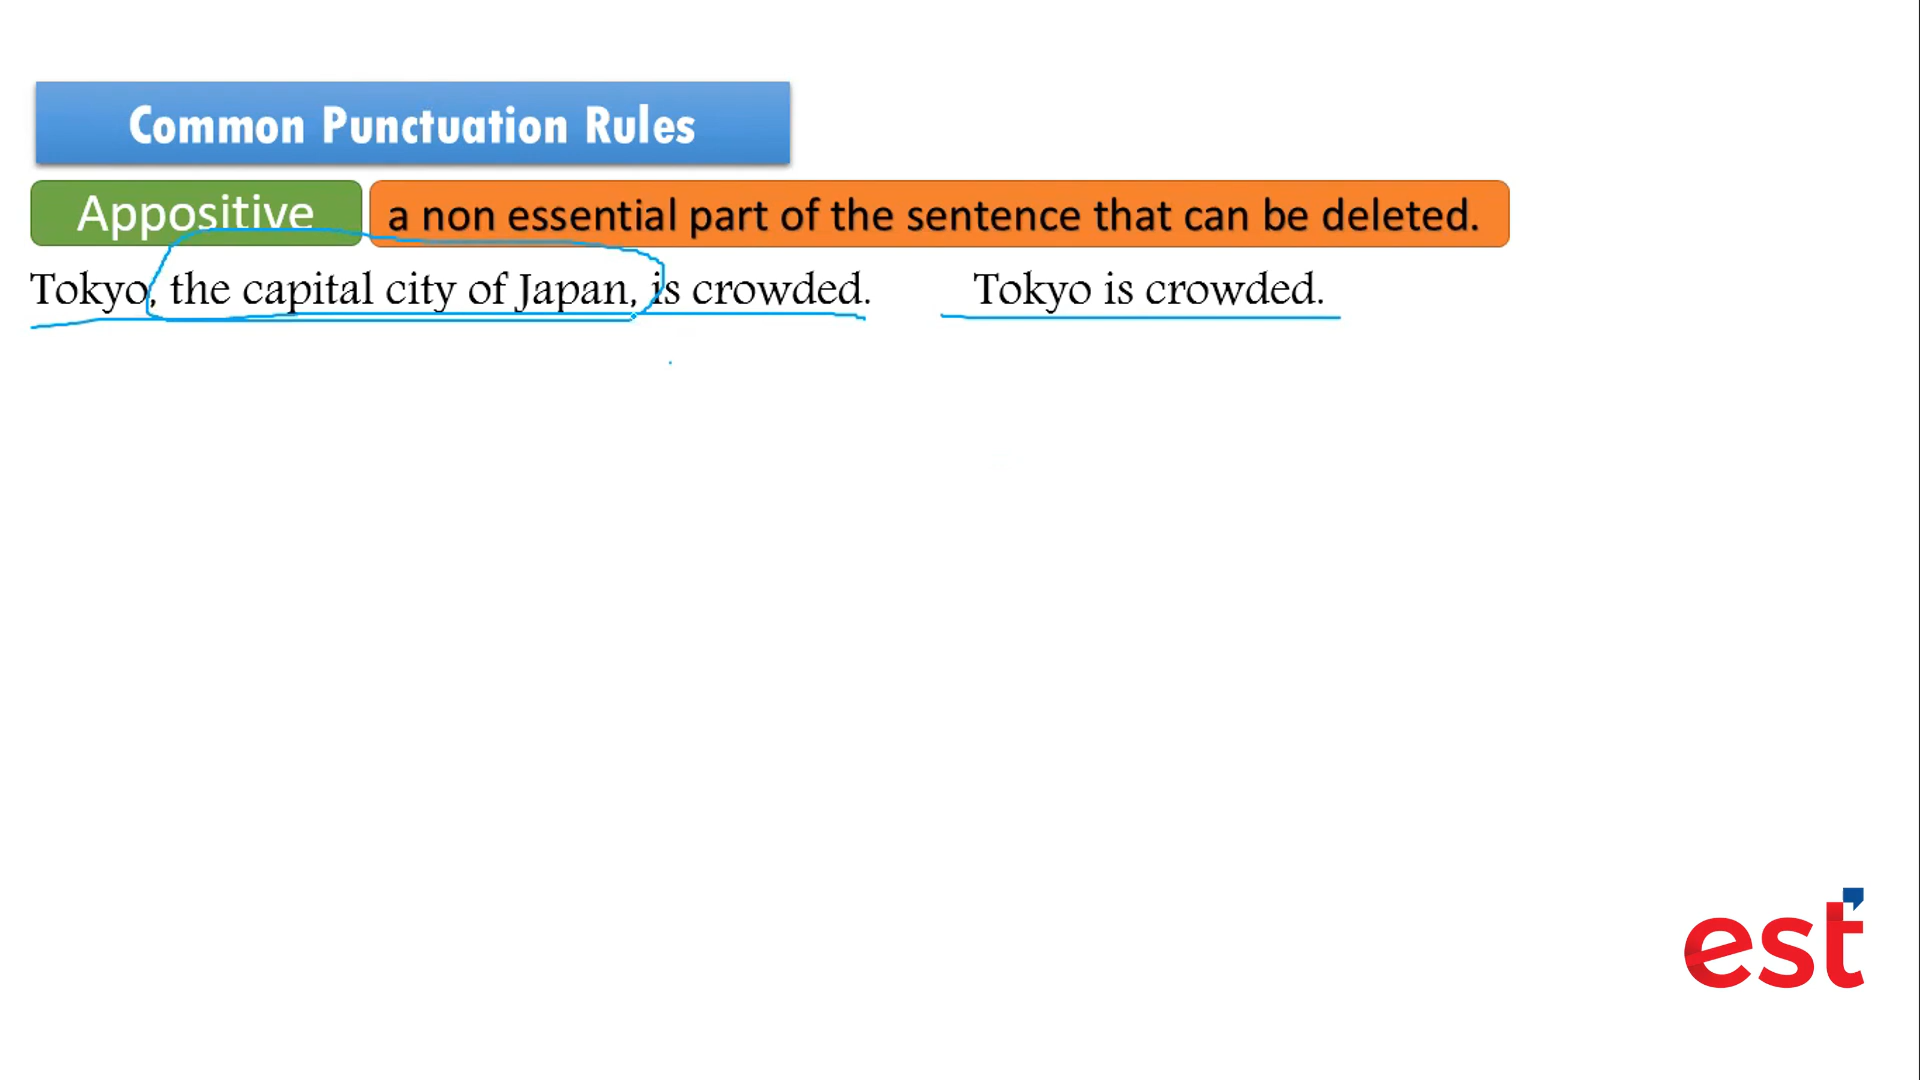 Common Punctuation Rules
Appositive a non essential part of the sentence that can be deleted.
Tokyo, the capital city of Japan, is crowded. Tokyo is crowded.
est